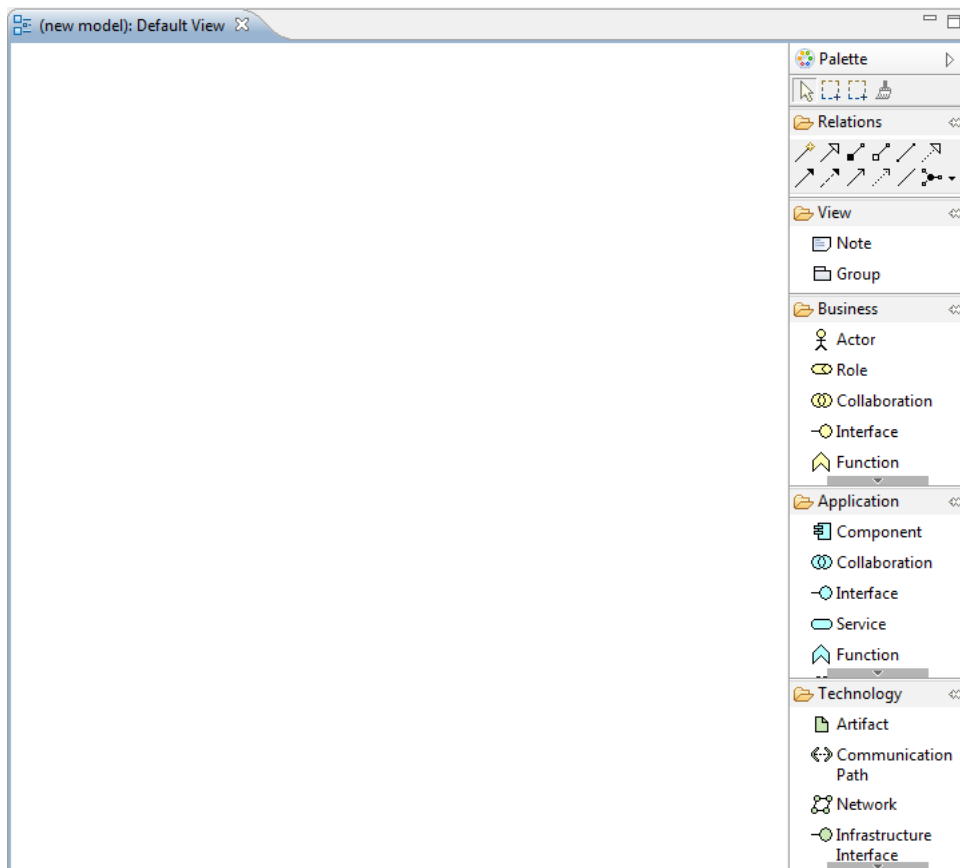 (new model): Default View
Palette
Relations
View
Note
Group
Business
Actor
Role
Collaboration
Interface
Function
Application
Component
Collaboration
Interface
Service
Function
Technology
Artifact
Communication
Path
Network
Infrastructure
Interface